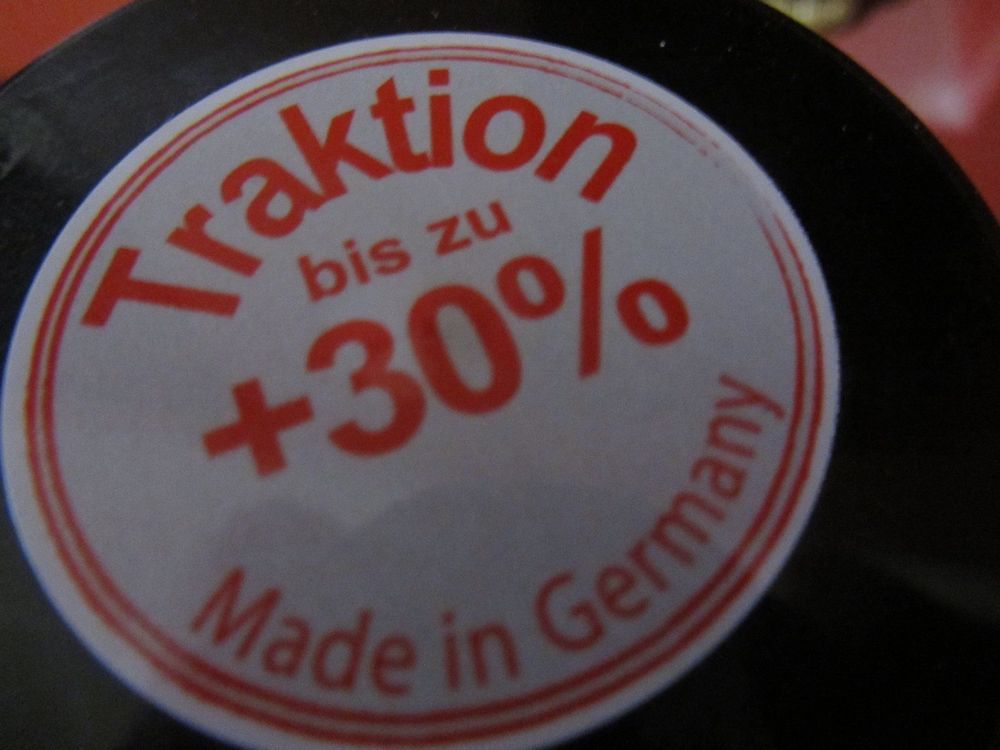 Traktion
bis zu
+30%
Made in Germany